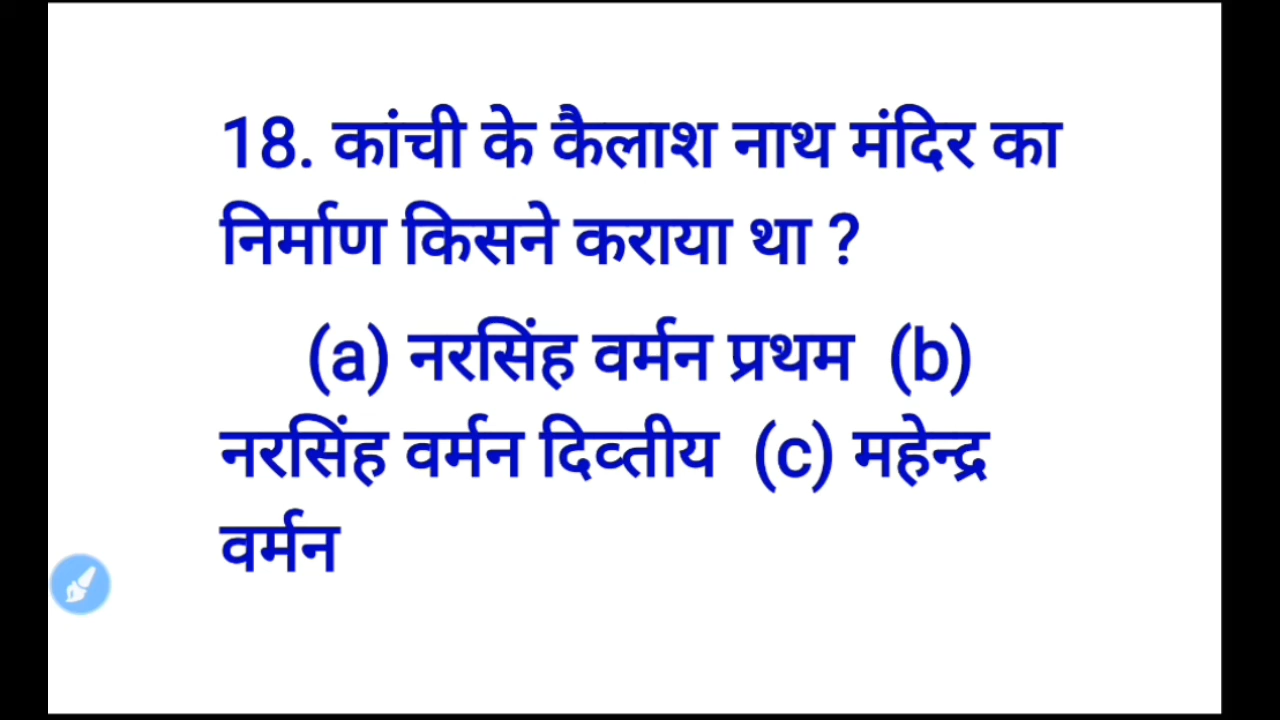 18. कांची के कैलाश नाथ मंदिर का
निर्माण किसने कराया था ?
(a) नरसिंह वर्मन प्रथम (b)
नरसिंह वर्मन दिव्तीय (c) महेन्द्र
वर्मन